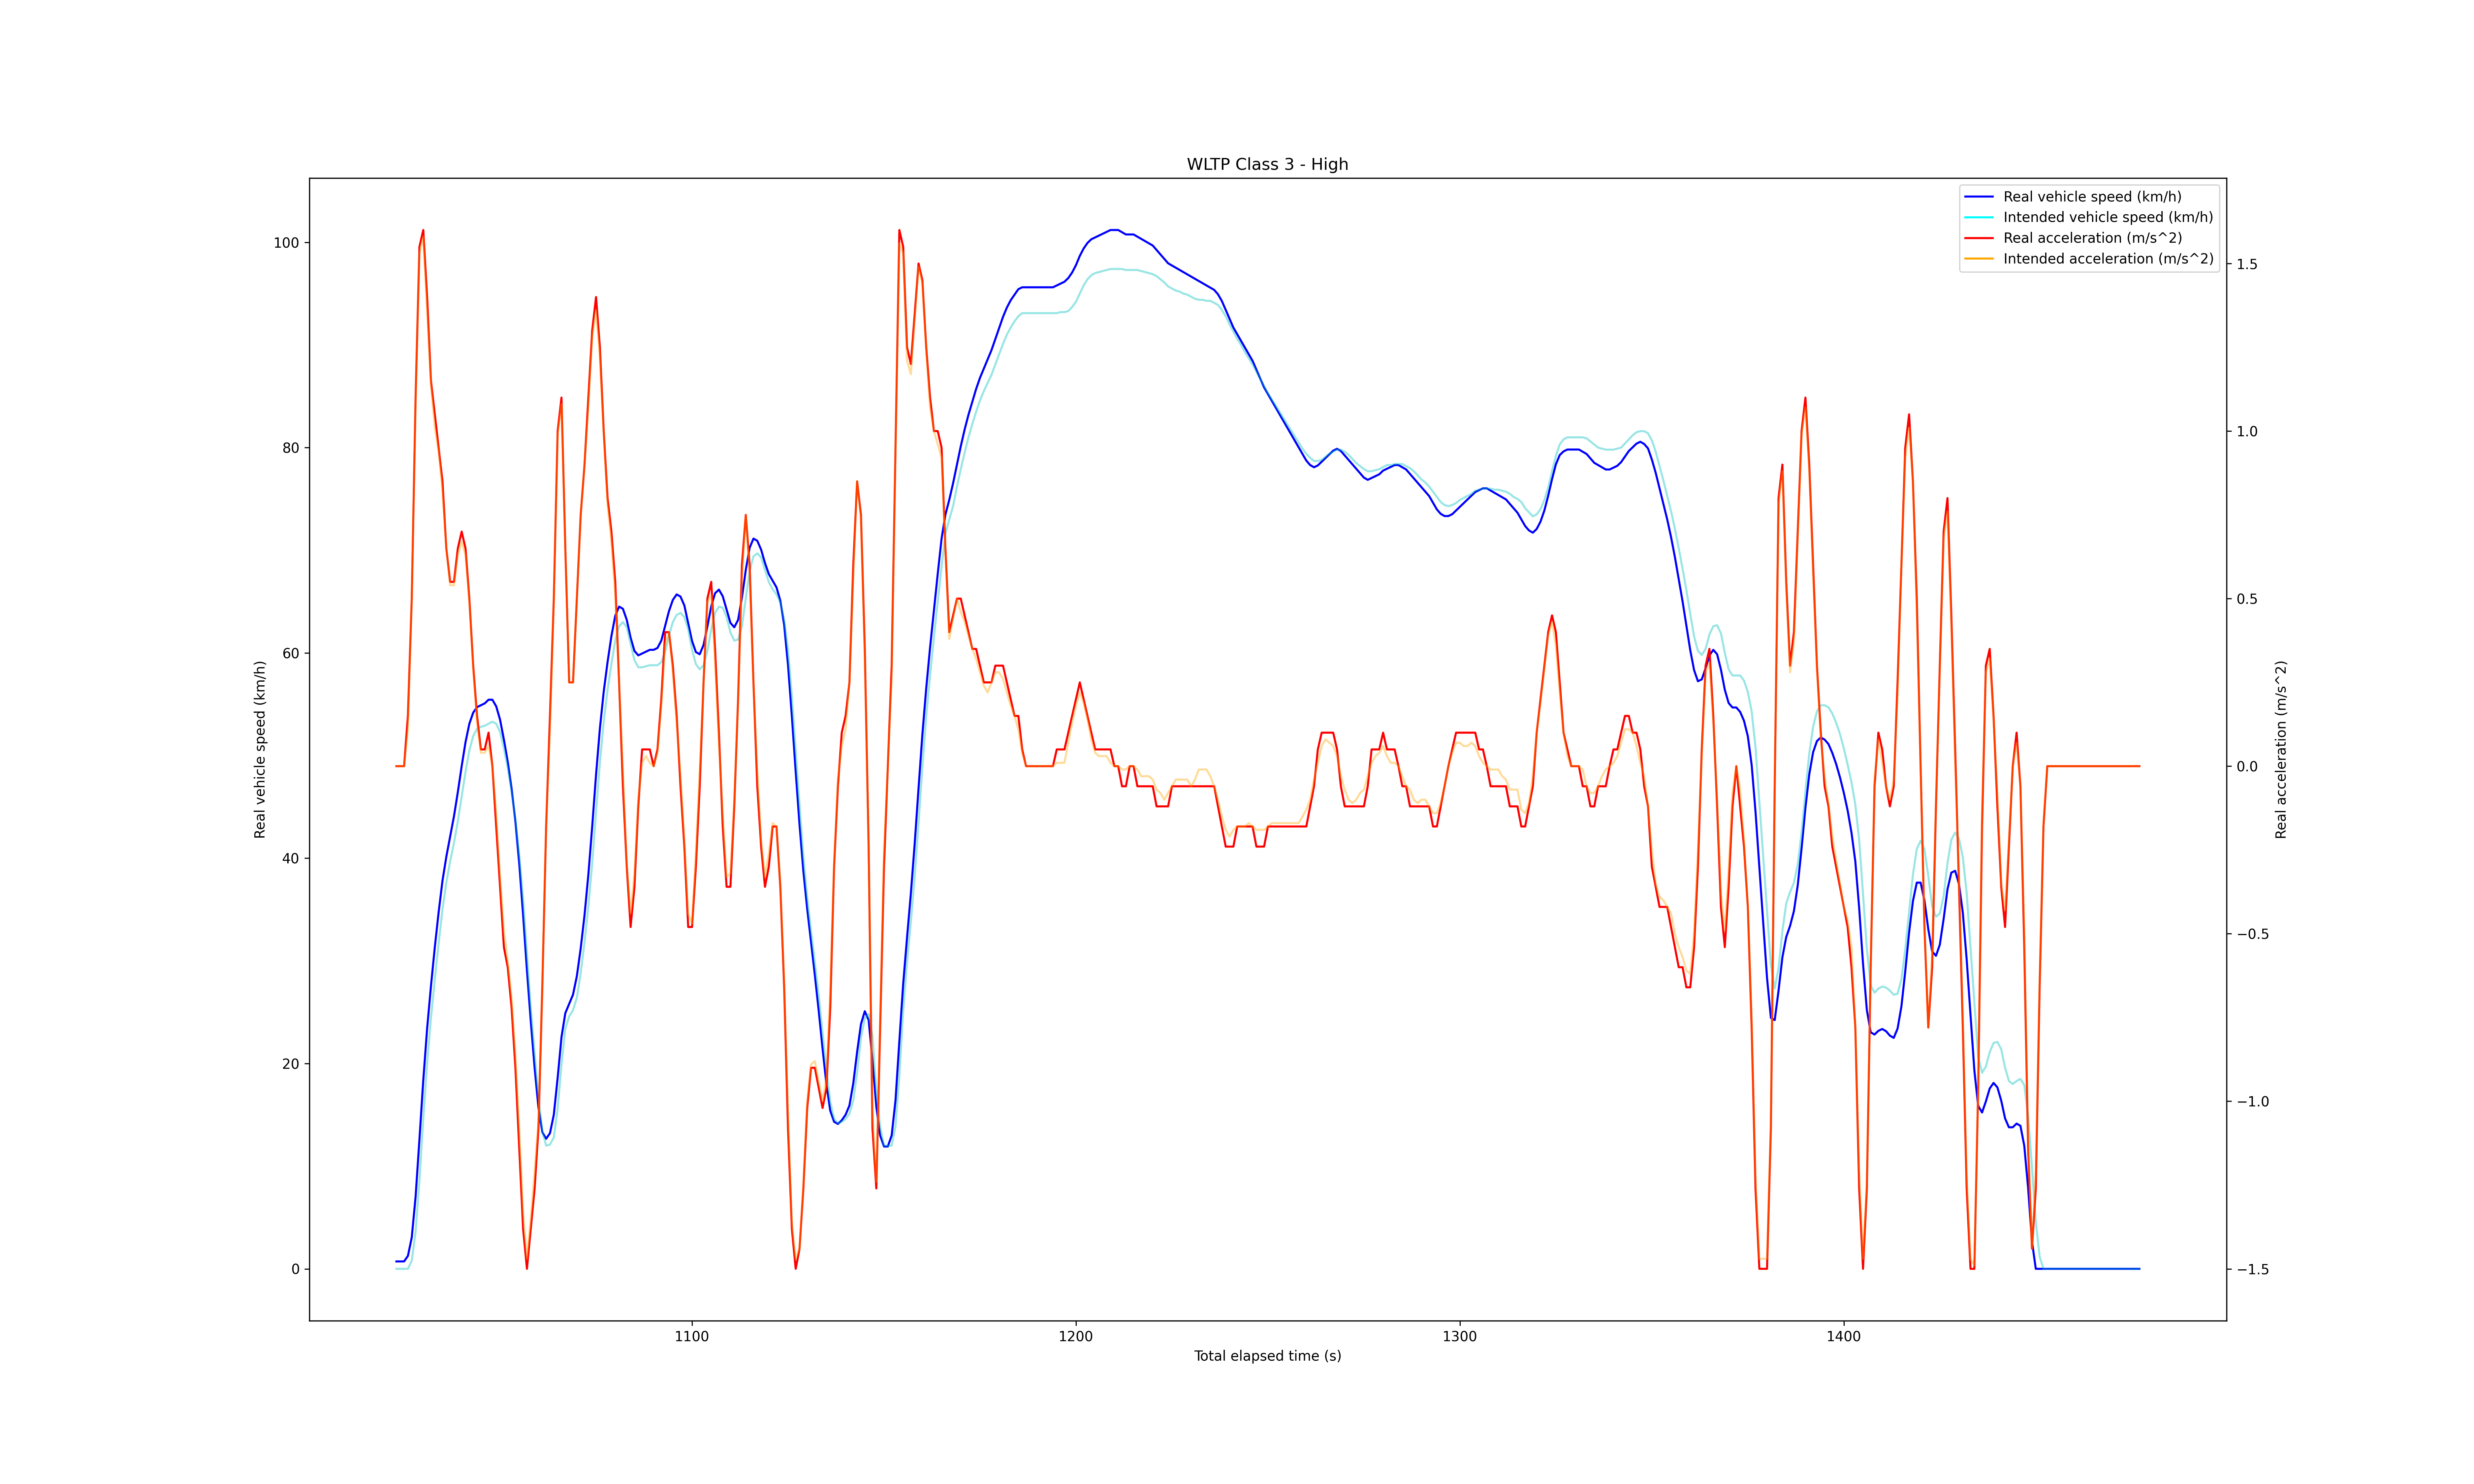 WLTP Class 3 - High
Real vehicle speed (km/h)
Intended vehicle speed (km/h)
Real acceleration (m/s^2)
Intended acceleration (m/s^2)
100
80
60
40
20
0
Real vehicle speed (km/h)
1.5
1.0
0.5
0.0
−0.5
−1.0
−1.5
Real acceleration (m/s^2)
1100 1200 1300 1400
Total elapsed time (s)